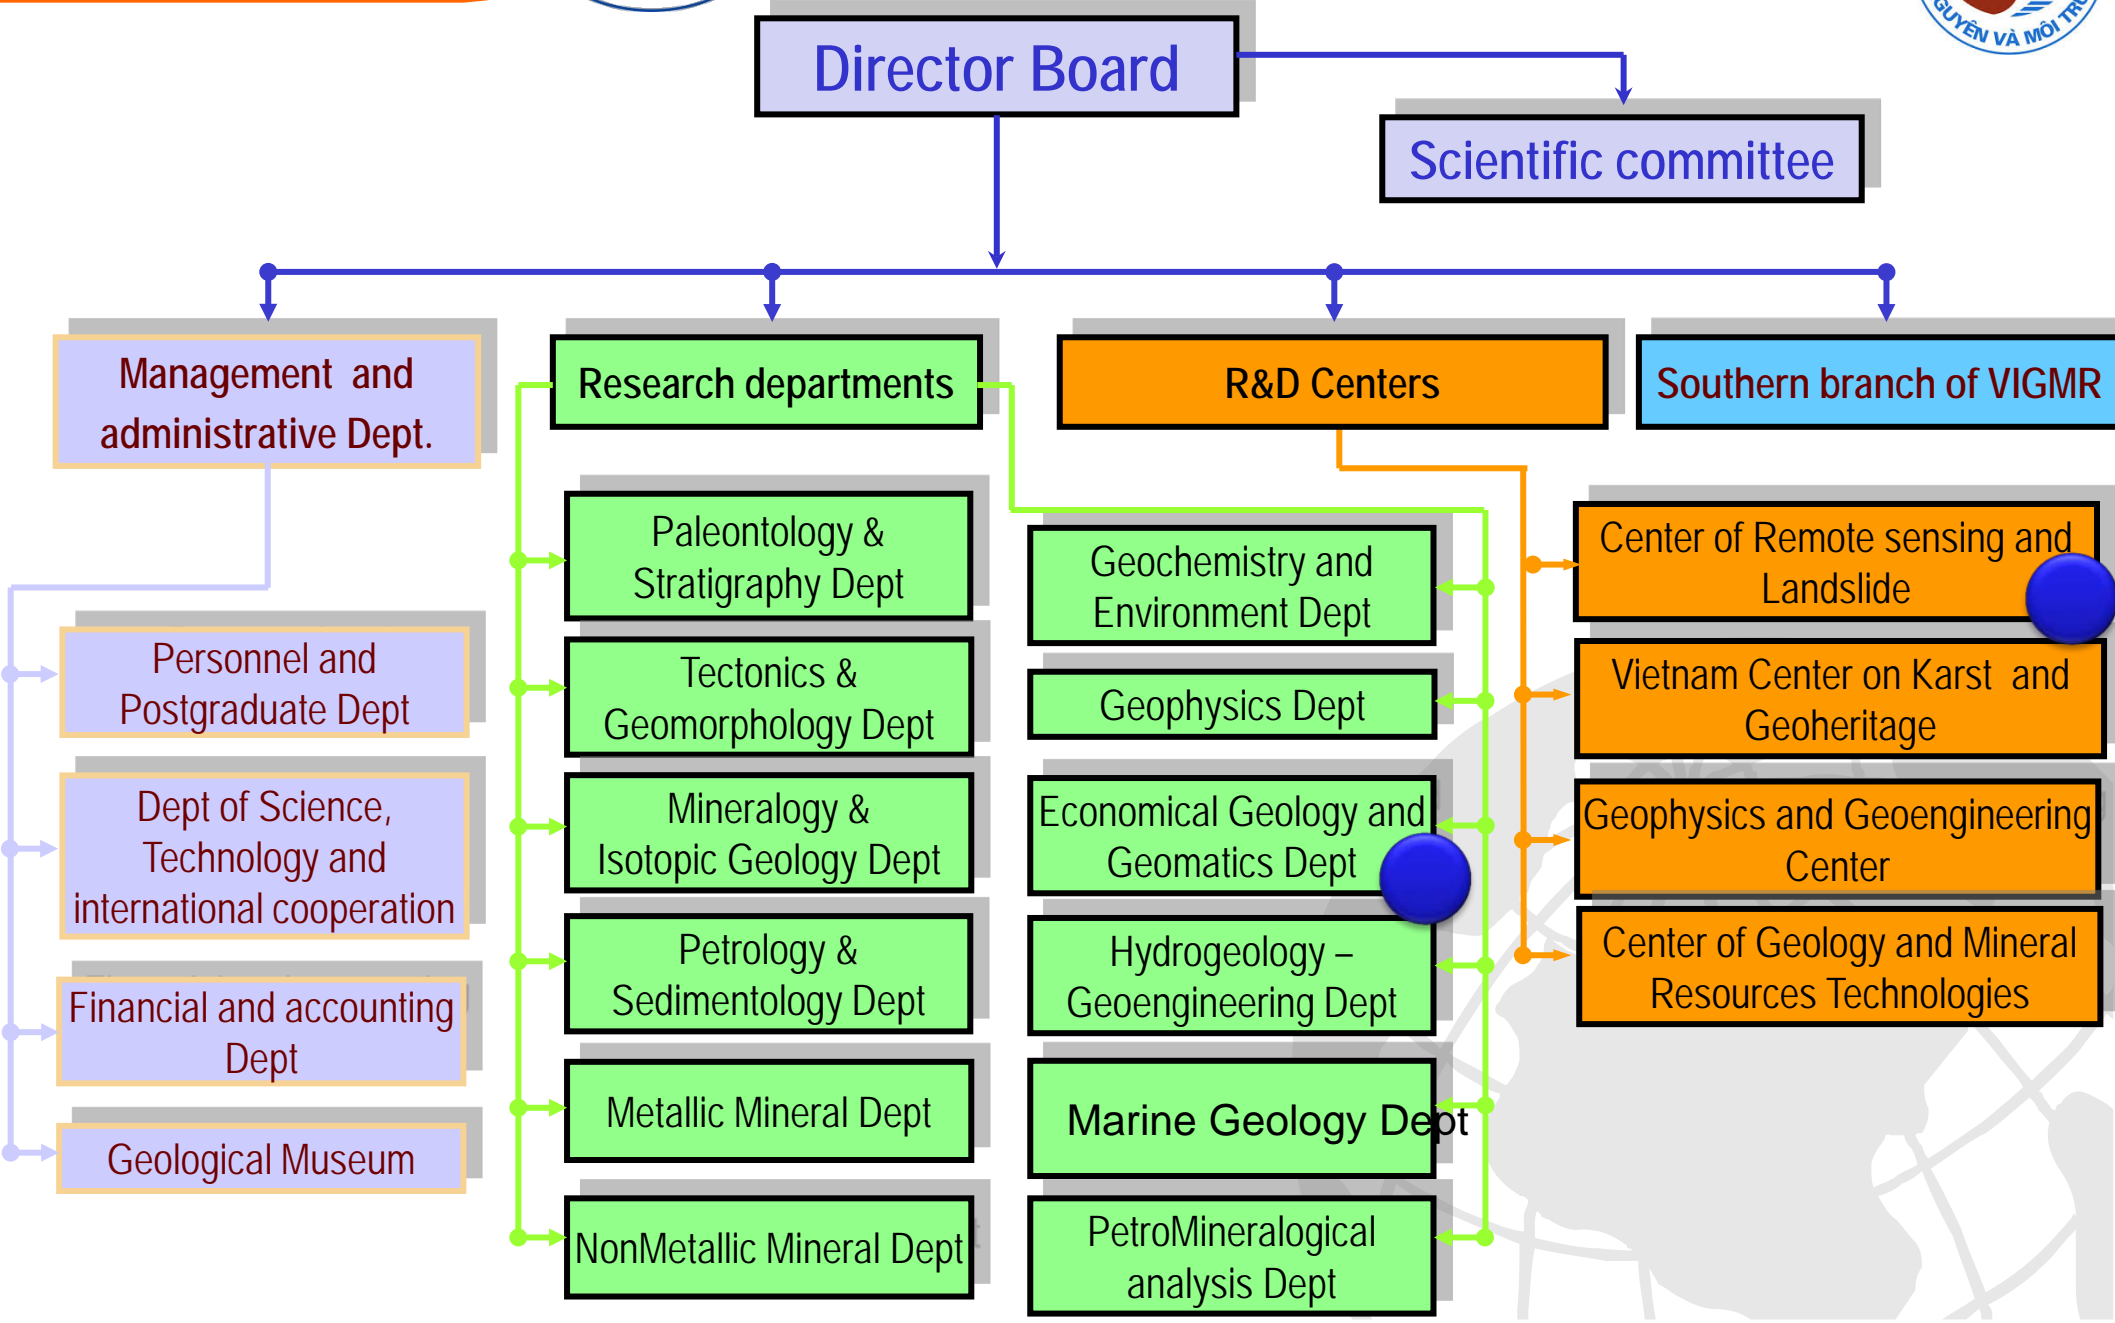 GUYÊN VÀ MÔI TRƯ
Director Board
Scientific committee
Management and
administrative Dept.
Research departments
R&D Centers
Southern branch of VIGMR
Personnel and
Postgraduate Dept
Dept of Science,
Technology and
international cooperation
Financial and accounting
Dept
Geological Museum
Paleontology &
Stratigraphy Dept
Tectonics &
Geomorphology Dept
Mineralogy &
Isotopic Geology Dept
Petrology &
Sedimentology Dept
Metallic Mineral Dept
NonMetallic Mineral Dept
Geochemistry and
Environment Dept
Geophysics Dept
Economical Geology and
Geomatics Dept
Hydrogeology –
Geoengineering Dept
Marine Geology Dept
PetroMineralogical
analysis Dept
Center of Remote sensing and
Landslide
Vietnam Center on Karst and
Geoheritage
Geophysics and Geoengineering
Center
Center of Geology and Mineral
Resources Technologies